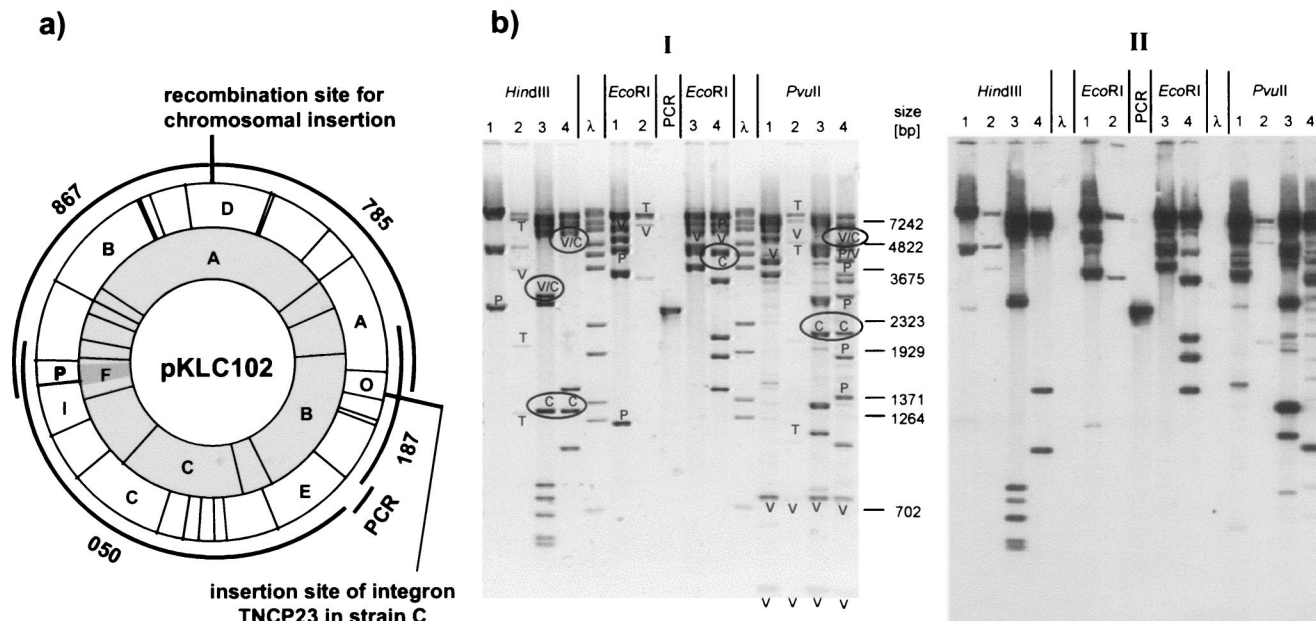 a)
recombination site for
chromosomal insertion
867
785
D
B
A
A
pKLC102
P
F
O
I
B
C
C
E
187
PCR
050
insertion site of integron
TNCP23 in strain C
b)
I
HindIII
EcoRI
PCR
EcoRI
PvuII
1 2 3 4 λ 1 2 3 4 λ 1 2 3 4
size
[bp]
T T
T V P V/C
V/C V V V V T P/V
V P C P
V/C
P P
C C
T P
P
C C
T P T
V V V V
V V V V
7242
4822
3675
2323
1929
1371
1264
702
II
HindIII
EcoRI
PCR
EcoRI
PvuII
1 2 3 4 λ 1 2 3 4 λ 1 2 3 4